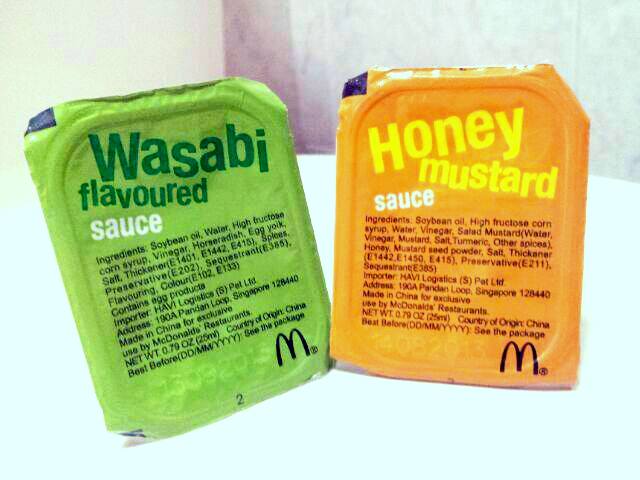 Wasabi
flavoured
sauce
Ingredients: Soybean oil, Water, High fructose
corn syrup, Vinegar, Horseradish, Egg yolk,
Salt, Thickener(E1401, E1442, E415), Spices,
Preservative(E202), Sequestrant(E385),
Flavouring, Colour(E102, E133)
Contains egg products
Importer: HAVI Logistics (S) Pet Ltd.
Address: 190A Pandan Loop, Singapore 128440
Made in China for exclusive
use by McDonalds' Restaurants.
NET WT. 0.79 OZ (25ml) Country of Origin: China
Best Before(DD/MM/YYYY): See the package
M®
2
Honey
mustard
sauce
Ingredients: Soybean oil, High fructose corn
syrup, Water, Vinegar, Salad Mustard(Water,
Vinegar, Mustard, Salt,Turmeric, Other spices),
Honey, Mustard seed powder, Salt, Thickener
(E1442,E1450, E415), Preservative(E211),
Sequestrant(E385)
Importer: HAVI Logistics (S) Pet Ltd.
Address: 190A Pandan Loop, Singapore 128440
Made in China for exclusive
use by McDonalds' Restaurants.
NET WT. 0.79 OZ (25ml) Country of Origin: China
Best Before(DD/MM/YYYY): See the package
M®